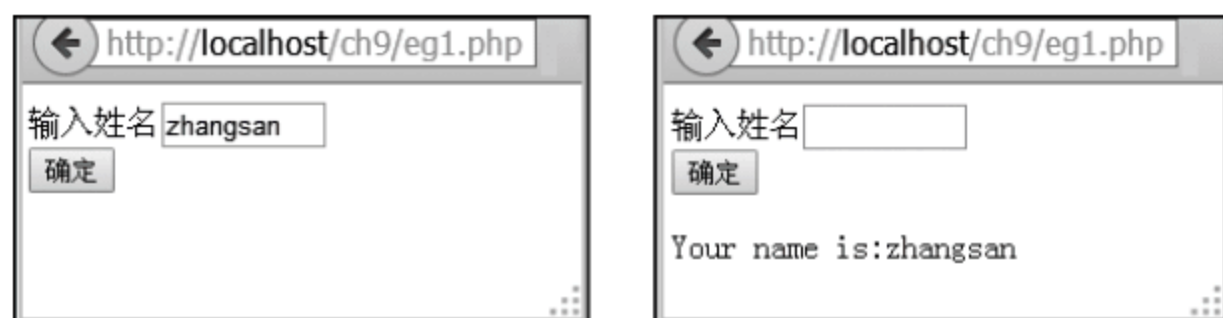 http://localhost/ch9/eg1.php
输入姓名 zhangsan
确定
http://localhost/ch9/eg1.php
输入姓名
确定
Your name is:zhangsan